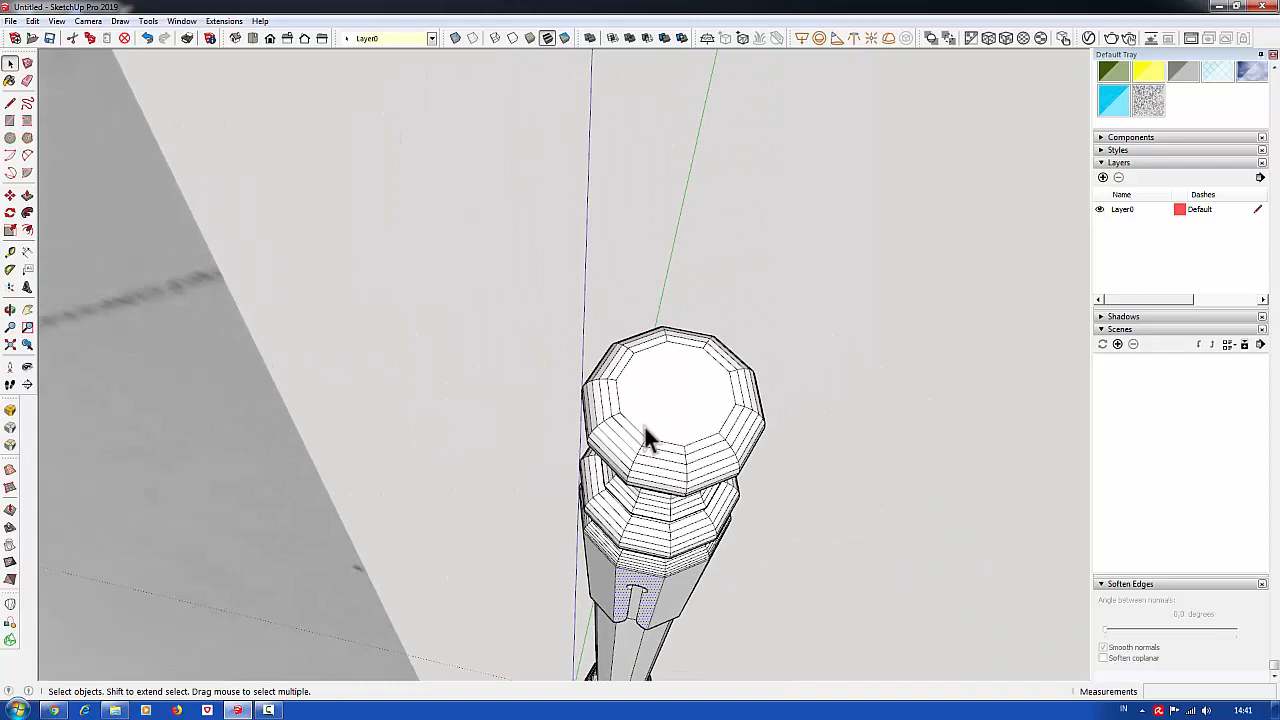 Untitled - SketchUp Pro 2019
File Edit View Camera Draw Tools Window Extensions Help
Layer0
Default Tray
Components
Styles
Layers
Name Dashes
Layer0 Default
Shadows
Scenes
Soften Edges
Angle between normals:
0,0 degrees
Smooth normals
Soften coplanar
Select objects. Shift to extend select. Drag mouse to select multiple.
Measurements
IN 14:41